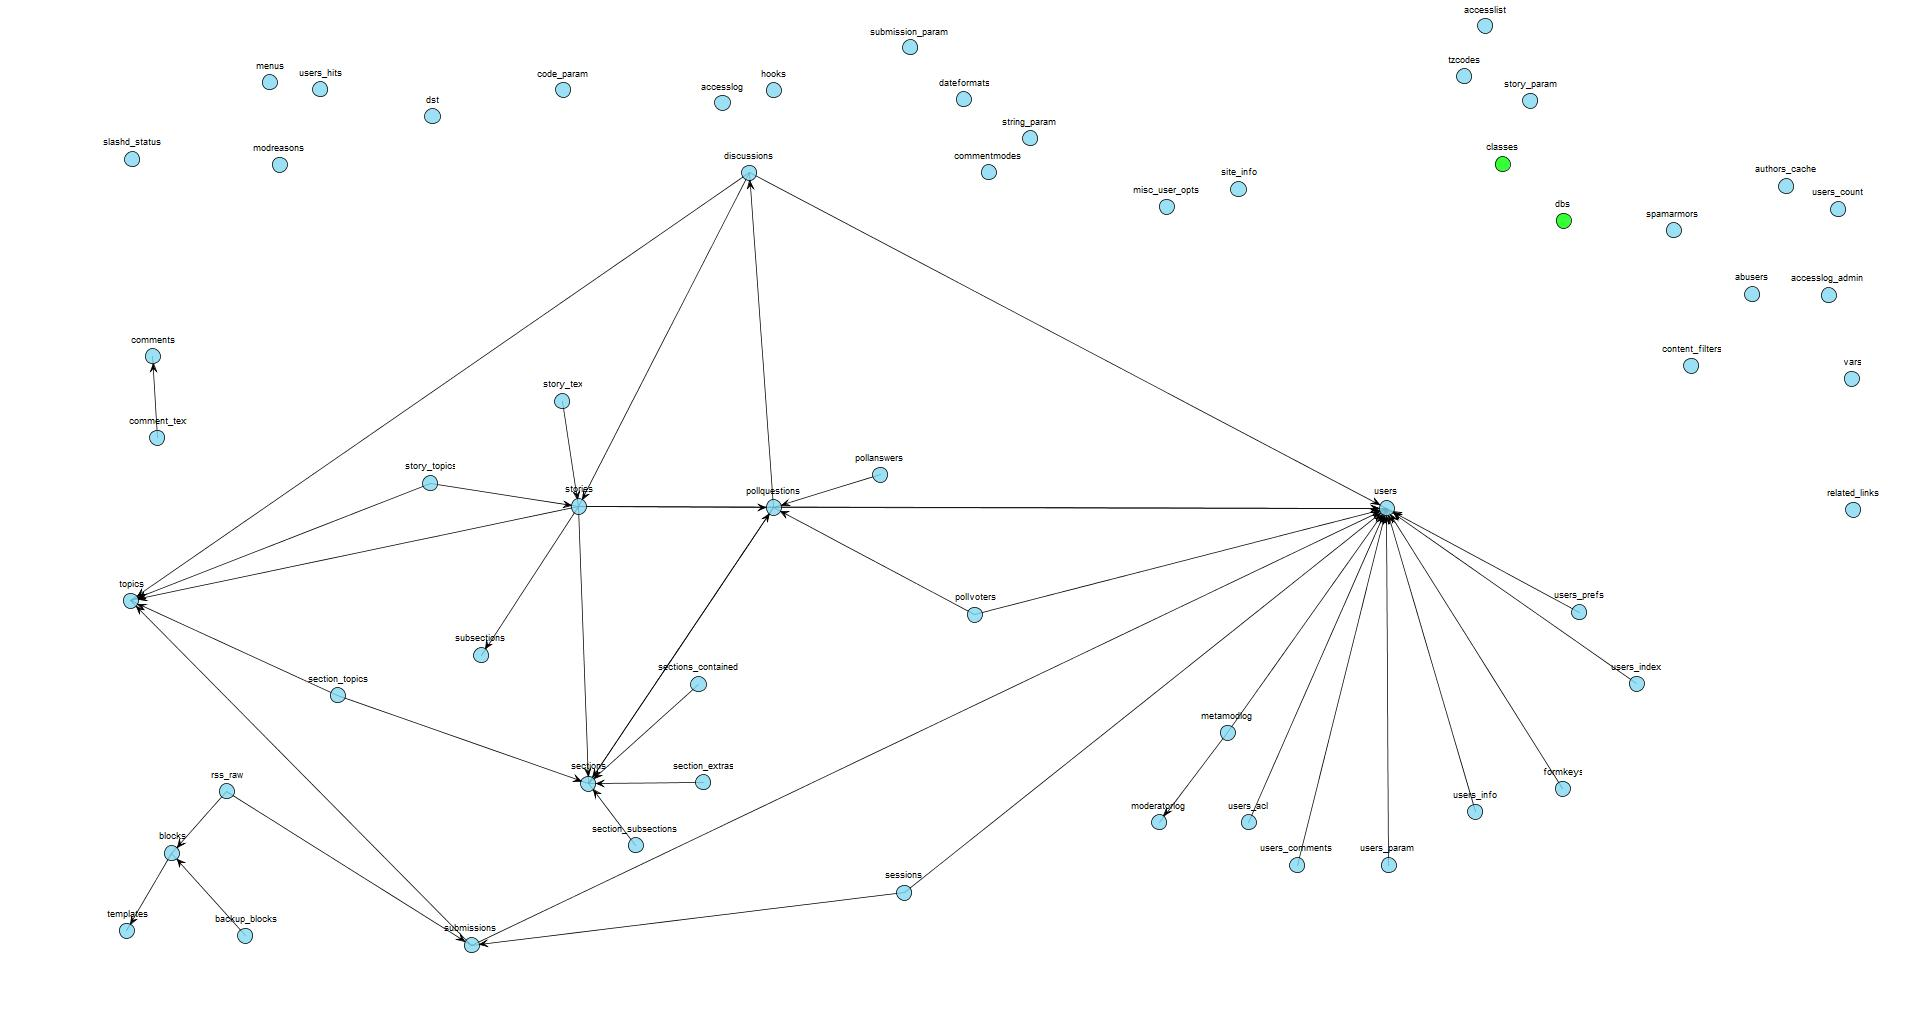 accesslist
submission_param
tzcodes
menus
users_hits
code_param
hooks
accesslog
dateformats
story_param
dst
string_param
slashd_status
modreasons
discussions
commentmodes
classes
site_info
misc_user_opts
authors_cache
users_count
dbs
spamarmors
abusers
accesslog_admin
comments
content_filters
vars
story_tex
comment_tex
story_topics
pollanswers
stories
pollquestions
users
related_links
topics
pollvoters
users_prefs
subsections
sections_contained
users_index
section_topics
metamodlog
sections
section_extras
rss_raw
formkeys
users_info
moderatorlog
users_acl
blocks
section_subsections
users_comments
users_param
sessions
templates
backup_blocks
submissions